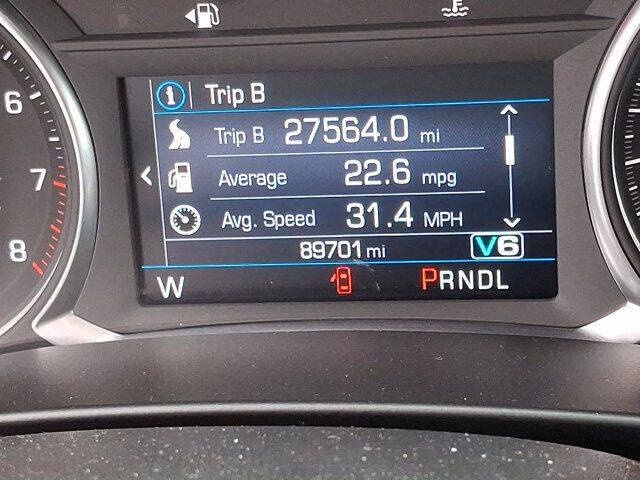 Trip B
Trip B 27564.0 mi
Average 22.6 mpg
Avg. Speed 31.4 MPH
89701 mi V6
W PRNDL
6
7
8